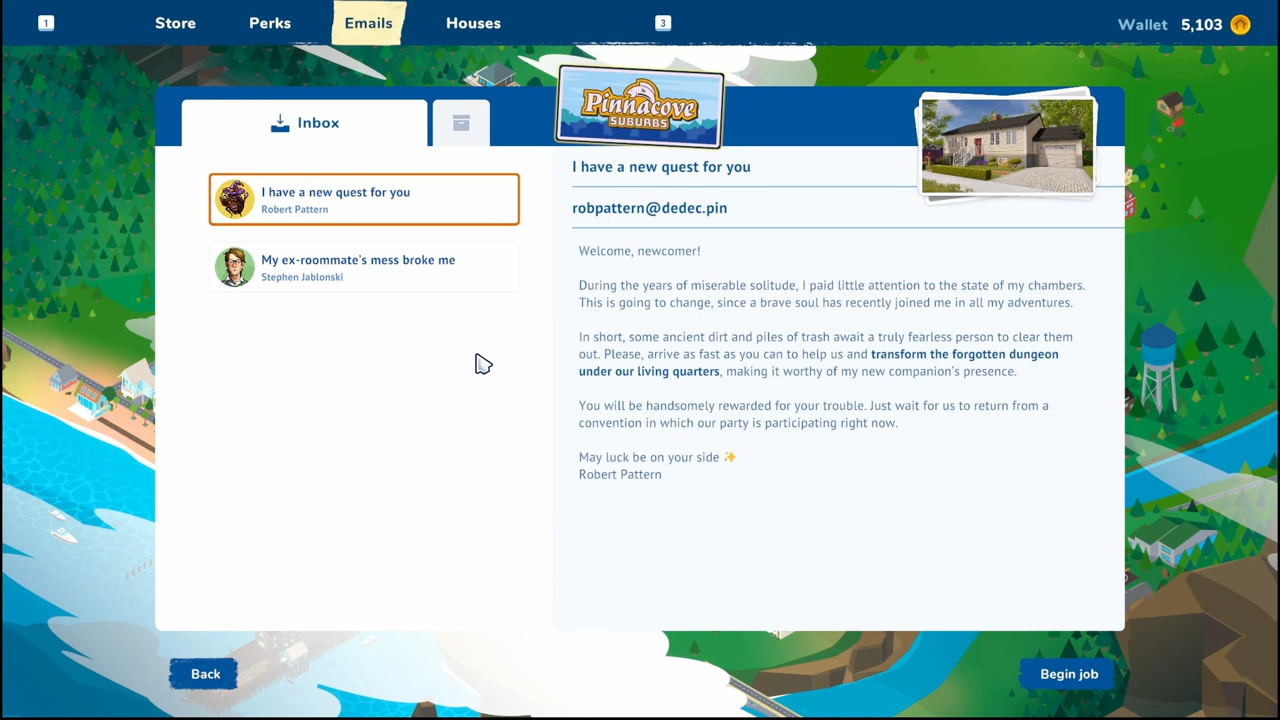 1
Store
Perks
Emails
Houses
3
Wallet 5,103
Inbox
Pinnacove
SUBURBS
I have a new quest for you
Robert Pattern
My ex-roommate's mess broke me
Stephen Jablonski
I have a new quest for you
robpattern@dedec.pin
Welcome, newcomer!
During the years of miserable solitude, I paid little attention to the state of my chambers.
This is going to change, since a brave soul has recently joined me in all my adventures.
In short, some ancient dirt and piles of trash await a truly fearless person to clear them
out. Please, arrive as fast as you can to help us and transform the forgotten dungeon
under our living quarters, making it worthy of my new companion's presence.
You will be handsomely rewarded for your trouble. Just wait for us to return from a
convention in which our party is participating right now.
May luck be on your side ✨
Robert Pattern
Back
Begin job